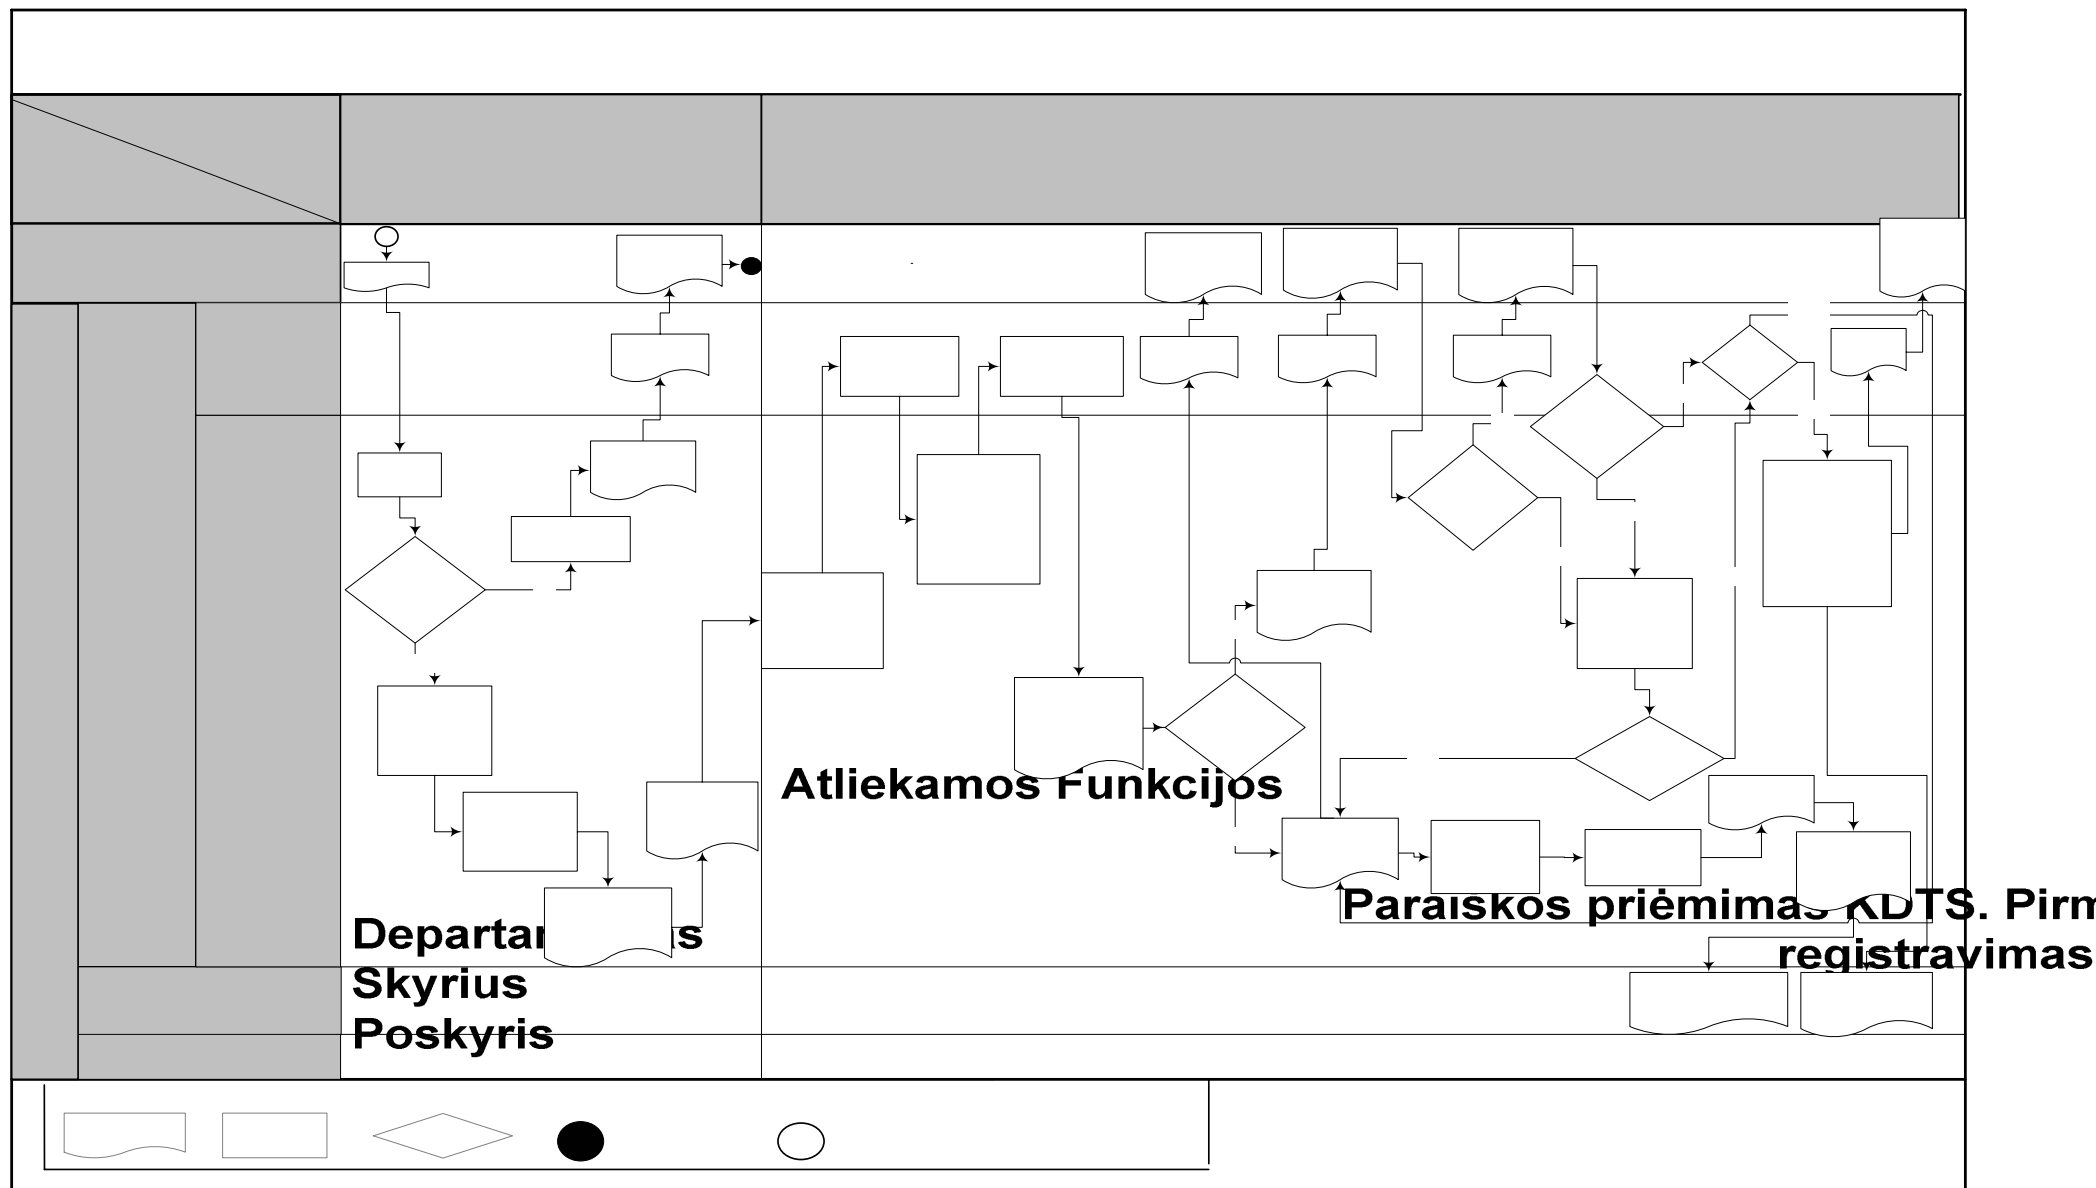 Atliekamos Funkcijos
Paraiškos priėmimas KDTS. Pirm
registravimas
Skyrius
Poskyris